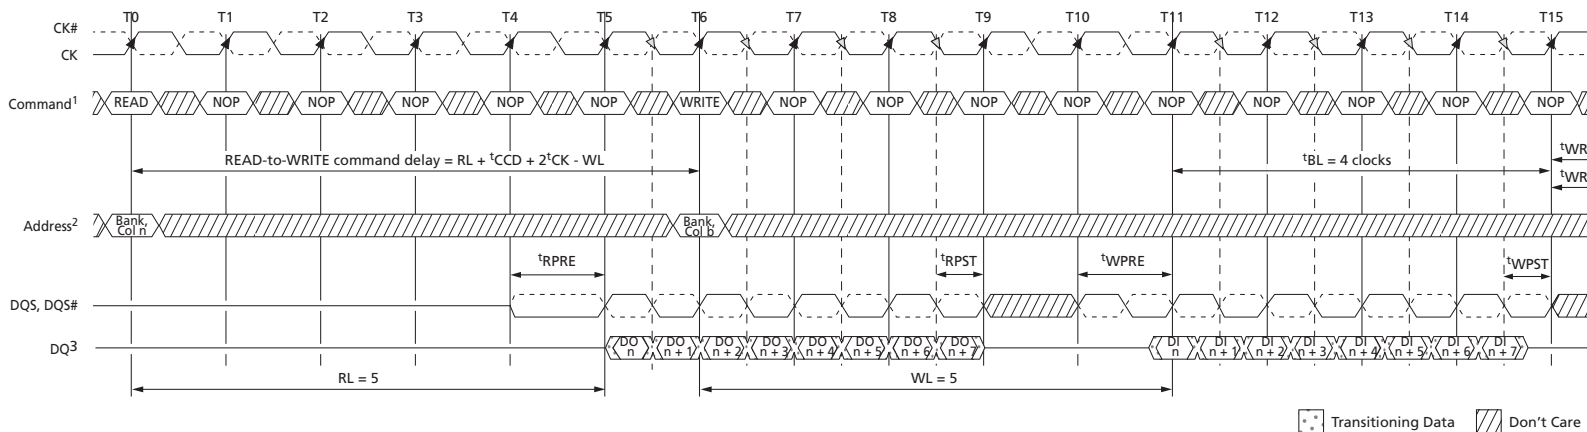 T0 T1 T2 T3 T4 T5 T6 T7 T8 T9 T10 T11 T12 T13 T14 T15
CK#
CK
Command1 READ NOP NOP NOP NOP NOP WRITE NOP NOP NOP NOP NOP NOP NOP NOP NOP
READ-to-WRITE command delay = RL + tCCD + 2tCK - WL
tBL = 4 clocks
tWR
tWR
Address2
Bank, Col n
Bank, Col b
tRPRE tRPST tWPRE tWPST
DQS, DQS#
DQ3
DO n DO n + 1 DO n + 2 DO n + 3 DO n + 4 DO n + 5 DO n + 6 DO n + 7
DI n DI n + 1 DI n + 2 DI n + 3 DI n + 4 DI n + 5 DI n + 6 DI n + 7
RL = 5 WL = 5
Transitioning Data Don't Care